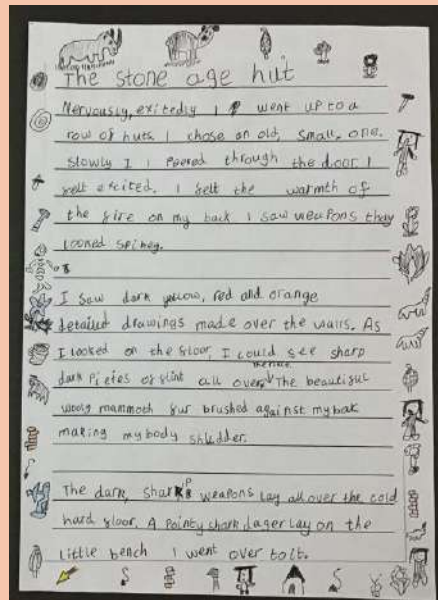 The stone age hut
Nervously, exitedly I went up to a
row of huts I chose an old, small, one.
Slowly I I peered through the door I
felt excited. I felt the warmth of
the fire on my back I saw weapons they
looked spikey.
I saw dark yellow, red and orange
detailed drawings made over the walls. As
I looked on the floor, I could see sharp
dark pieies of flint all over The beautiful
wooly mammoth fur brushed against my bak
making my body shudder.
The dark, sharp weapons lay all over the cold
hard floor. A pointy shark dager lay on the
little bench I went over to it.